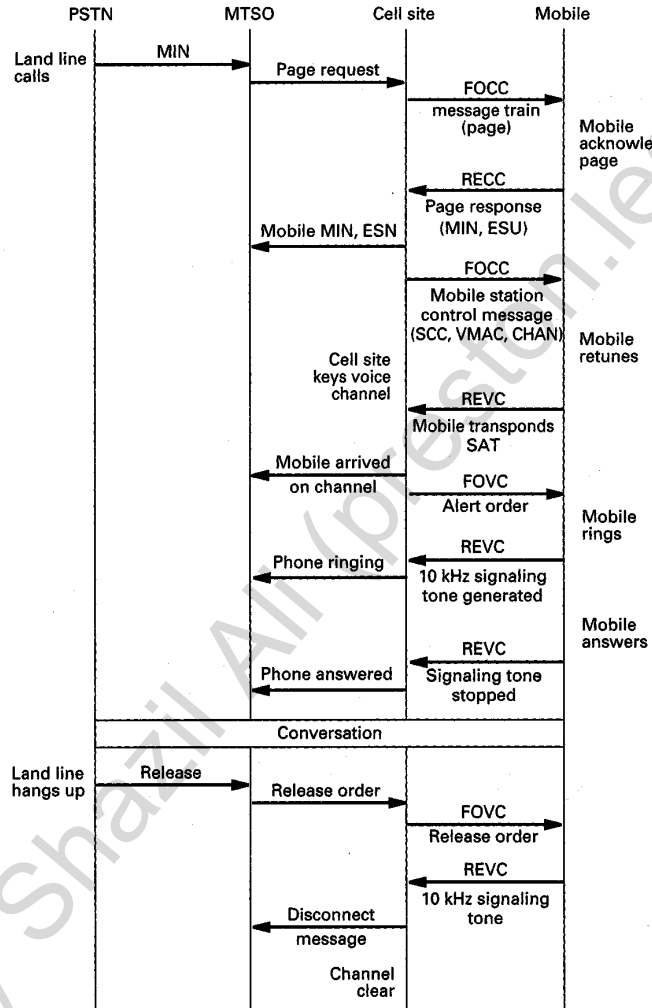 PSTN MTSO Cell site Mobile
Land line
calls
MIN
Page request
FOCC
message train
(page)
Mobile
acknowle
page
RECC
Page response
(MIN, ESU)
Mobile MIN, ESN
FOCC
Mobile station
control message
(SCC, VMAC, CHAN)
Mobile
retunes
Cell site
keys voice
channel
REVC
Mobile transponds
SAT
Mobile arrived
on channel
FOVC
Alert order
Mobile
rings
REVC
10 kHz signaling
tone generated
Phone ringing
Mobile
answers
REVC
Signaling tone
stopped
Phone answered
Conversation
Land line
hangs up
Release
Release order
FOVC
Release order
REVC
10 kHz signaling
tone
Disconnect
message
Channel
clear
Shazil Ali (preston.le